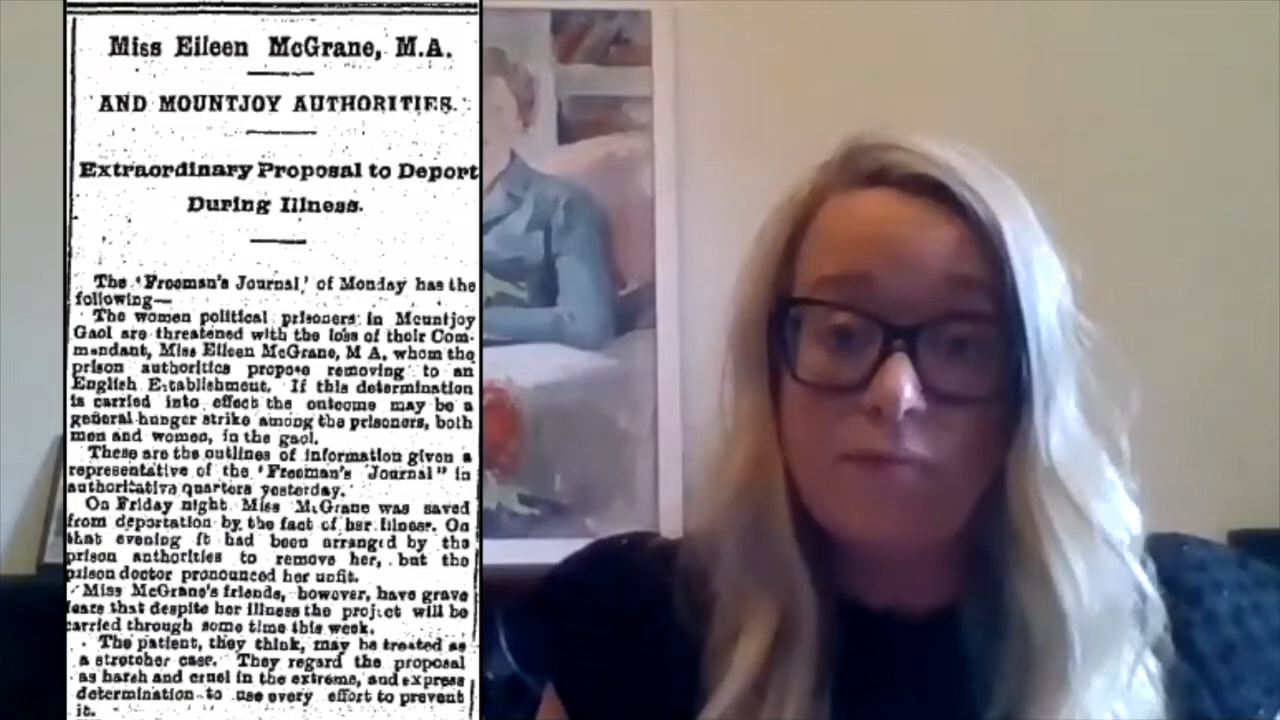 Miss Eileen McGrane, M.A.
AND MOUNTJOY AUTHORITIES.
Extraordinary Proposal to Deport
During Illness.
The 'Freeman's Journal,' of Monday has the
following—
The women political prisoners in Mountjoy
Gaol are threatened with the loss of their Com-
mandant, Miss Eileen McGrane, M A, whom the
prison authorities propose removing to an
English Establishment. If this determination
is carried into effect the outcome may be a
general hunger strike among the prisoners, both
men and women, in the gaol.
These are the outlines of information given a
representative of the 'Freeman's Journal" in
authoritative quarters yesterday.
On Friday night Miss McGrane was saved
from deportation by the fact of her illness. On
that evening it had been arranged by the
prison authorities to remove her, but the
prison doctor pronounced her unfit.
Miss McGrane's friends, however, have grave
fears that despite her illness the project will be
carried through some time this week.
The patient, they think, may be treated as
a stretcher case. They regard the proposal
as harsh and cruel in the extreme, and express
determination to use every effort to prevent
it.